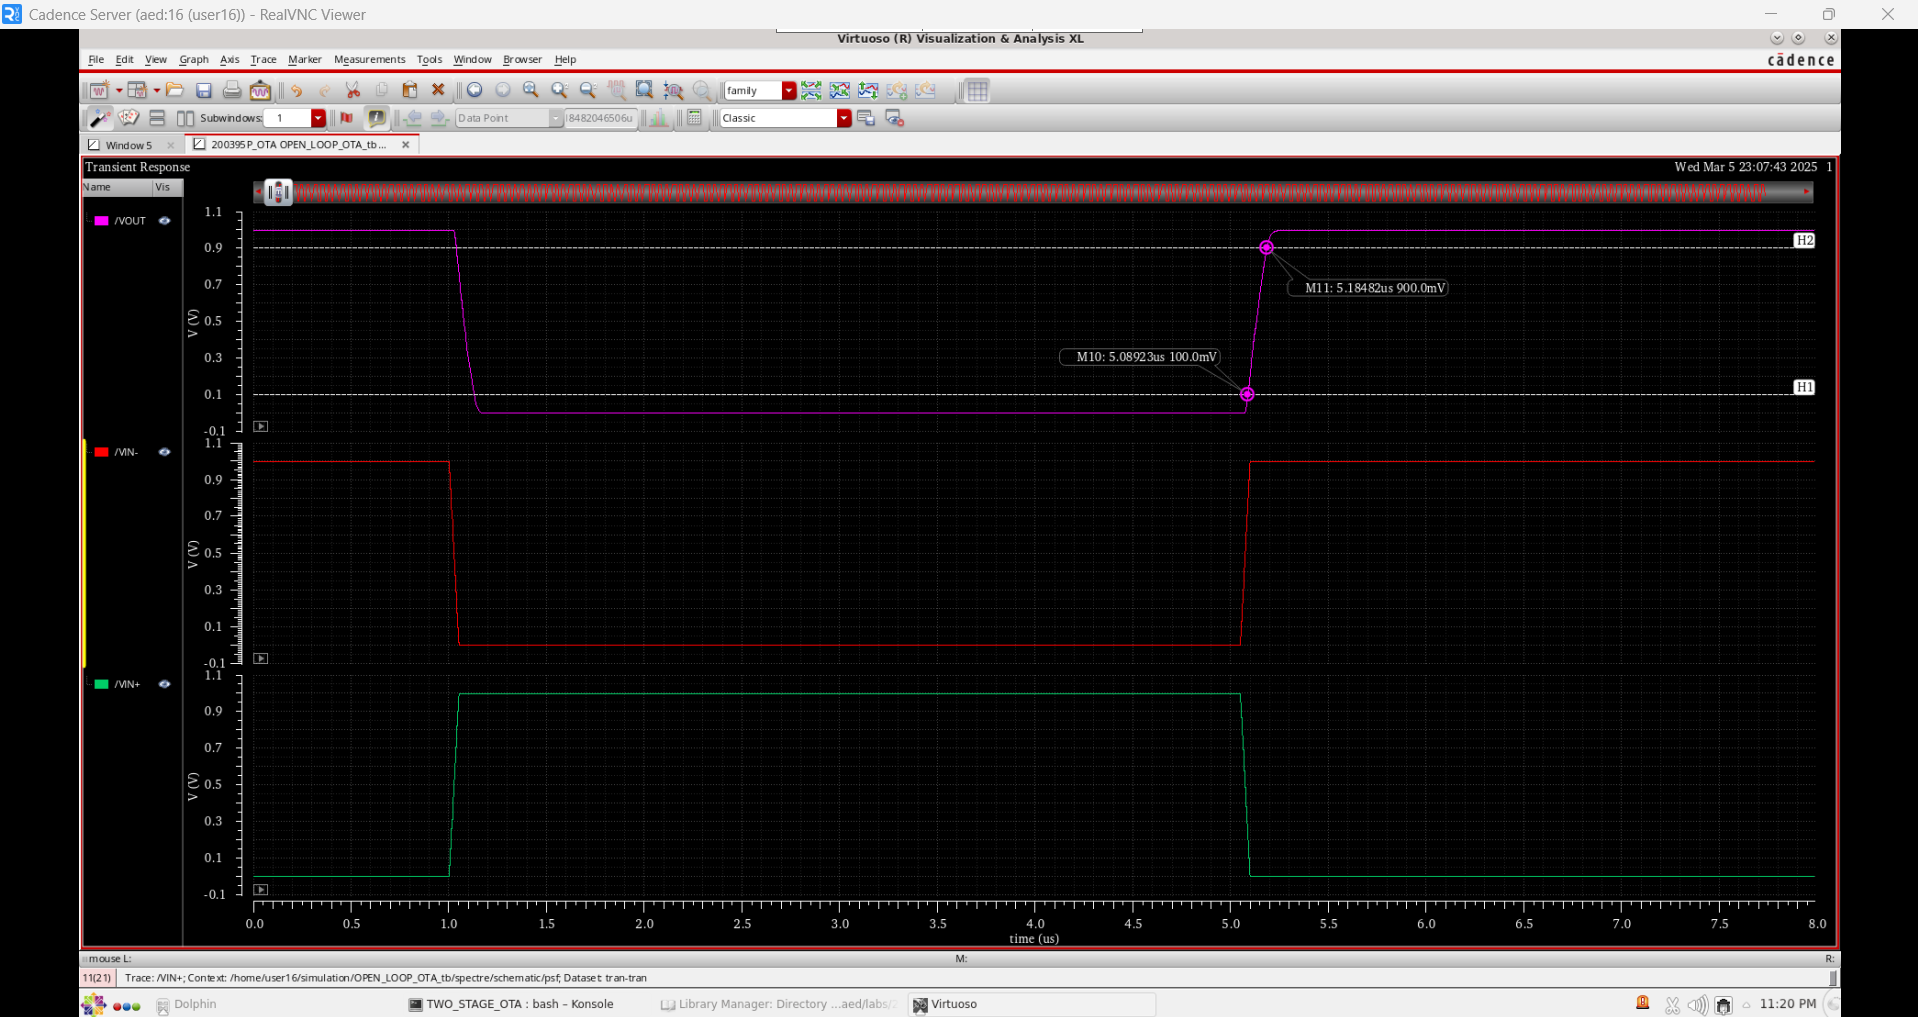 Cadence Server (aed:16 (user16)) - RealVNC Viewer
Virtuoso (R) Visualization & Analysis XL
File Edit View Graph Axis Trace Marker Measurements Tools Window Browser Help
cādence
family
Subwindows: 1
Data Point
8482046506u
Classic
Window 5
200395P_OTA OPEN_LOOP_OTA_tb...
Transient Response
Wed Mar 5 23:07:43 2025 1
Name Vis
/VOUT
1.1
0.9
0.7
0.5
0.3
0.1
-0.1
V (V)
H2
M11: 5.18482us 900.0mV
M10: 5.08923us 100.0mV
H1
/VIN-
1.1
0.9
0.7
0.5
0.3
0.1
-0.1
V (V)
/VIN+
1.1
0.9
0.7
0.5
0.3
0.1
-0.1
V (V)
0.0 0.5 1.0 1.5 2.0 2.5 3.0 3.5 4.0 4.5 5.0 5.5 6.0 6.5 7.0 7.5 8.0
time (us)
mouse L: M: R:
11(21) Trace: /VIN+; Context: /home/user16/simulation/OPEN_LOOP_OTA_tb/spectre/schematic/psf; Dataset: tran-tran
Dolphin
TWO_STAGE_OTA : bash – Konsole
Library Manager: Directory ...aed/labs/
Virtuoso
11:20 PM